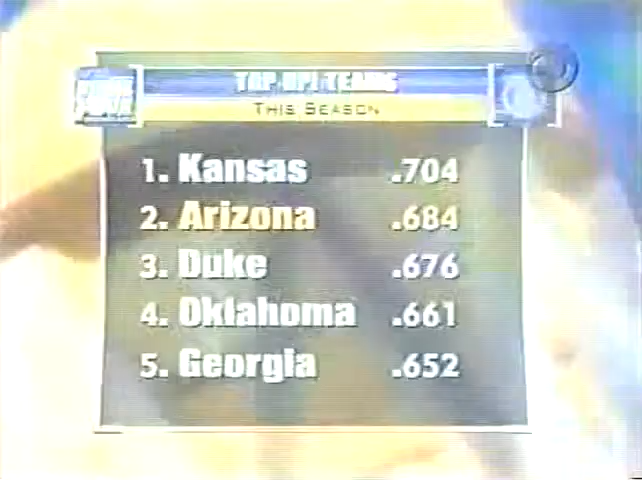 TOP RPI TEAMS
THIS SEASON
1. Kansas .704
2. Arizona .684
3. Duke .676
4. Oklahoma .661
5. Georgia .652